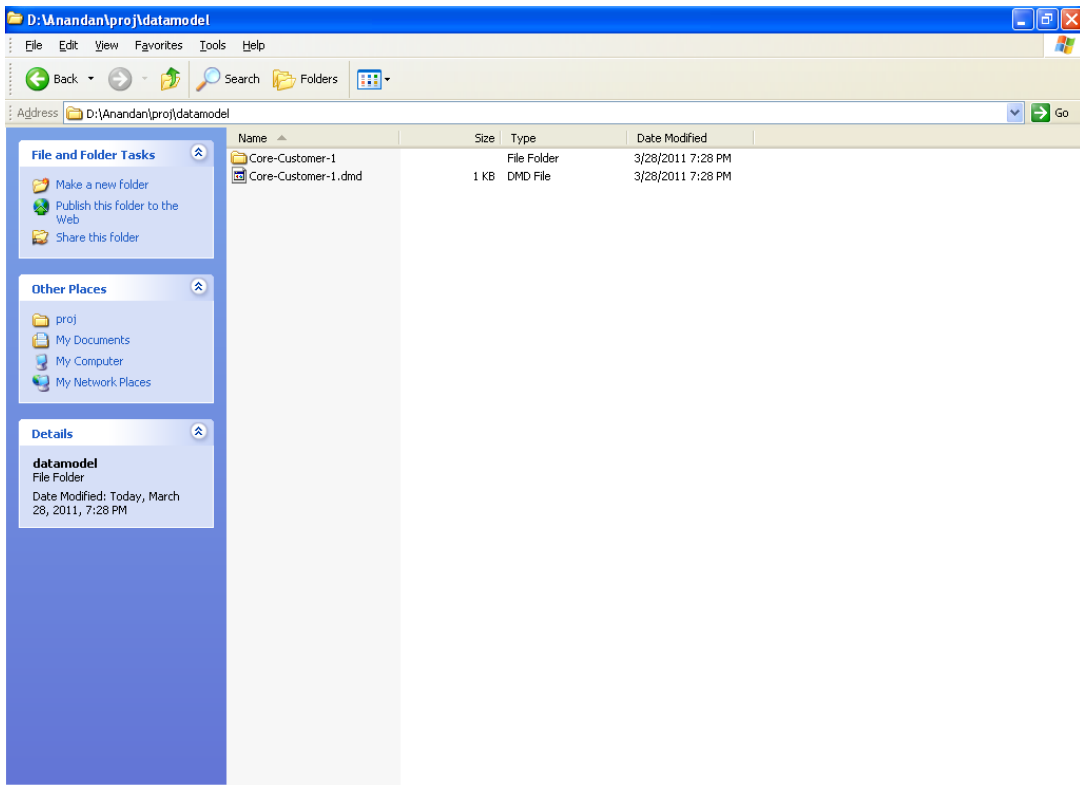 D:\Anandan\proj\datamodel
File Edit View Favorites Tools Help
Back Search Folders
Address D:\Anandan\proj\datamodel Go
Name Size Type Date Modified
Core-Customer-1 File Folder 3/28/2011 7:28 PM
Core-Customer-1.dmd 1 KB DMD File 3/28/2011 7:28 PM
File and Folder Tasks
Make a new folder
Publish this folder to the
Web
Share this folder
Other Places
proj
My Documents
My Computer
My Network Places
Details
datamodel
File Folder
Date Modified: Today, March
28, 2011, 7:28 PM